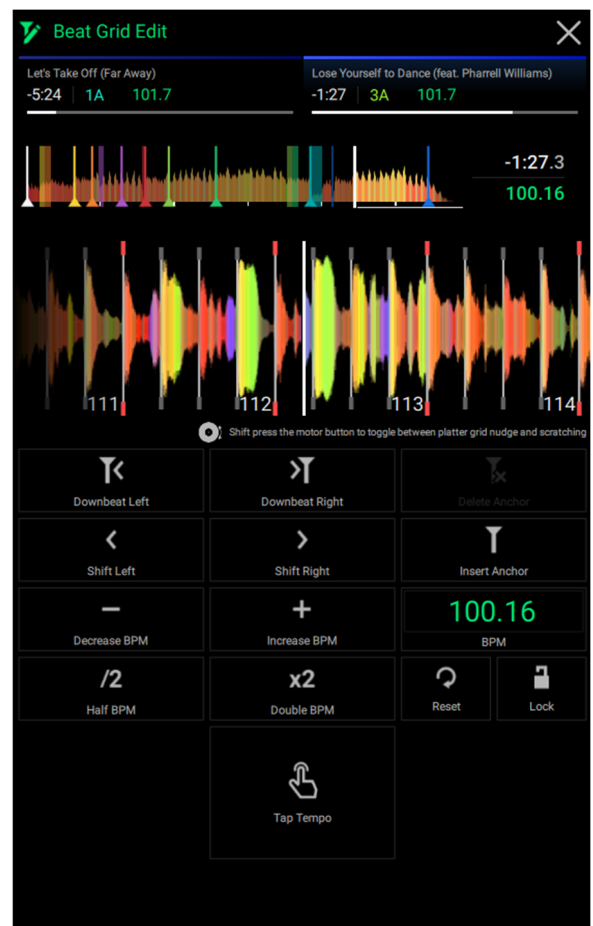 Beat Grid Edit
Let's Take Off (Far Away)
-5:24 1A 101.7
Lose Yourself to Dance (feat. Pharrell Williams)
-1:27 3A 101.7
-1:27.3
100.16
111 112 113 114
Shift press the motor button to toggle between platter grid nudge and scratching
Downbeat Left
Downbeat Right
Delete Anchor
Shift Left
Shift Right
Insert Anchor
Decrease BPM
Increase BPM
100.16
BPM
/2
Half BPM
x2
Double BPM
Reset
Lock
Tap Tempo